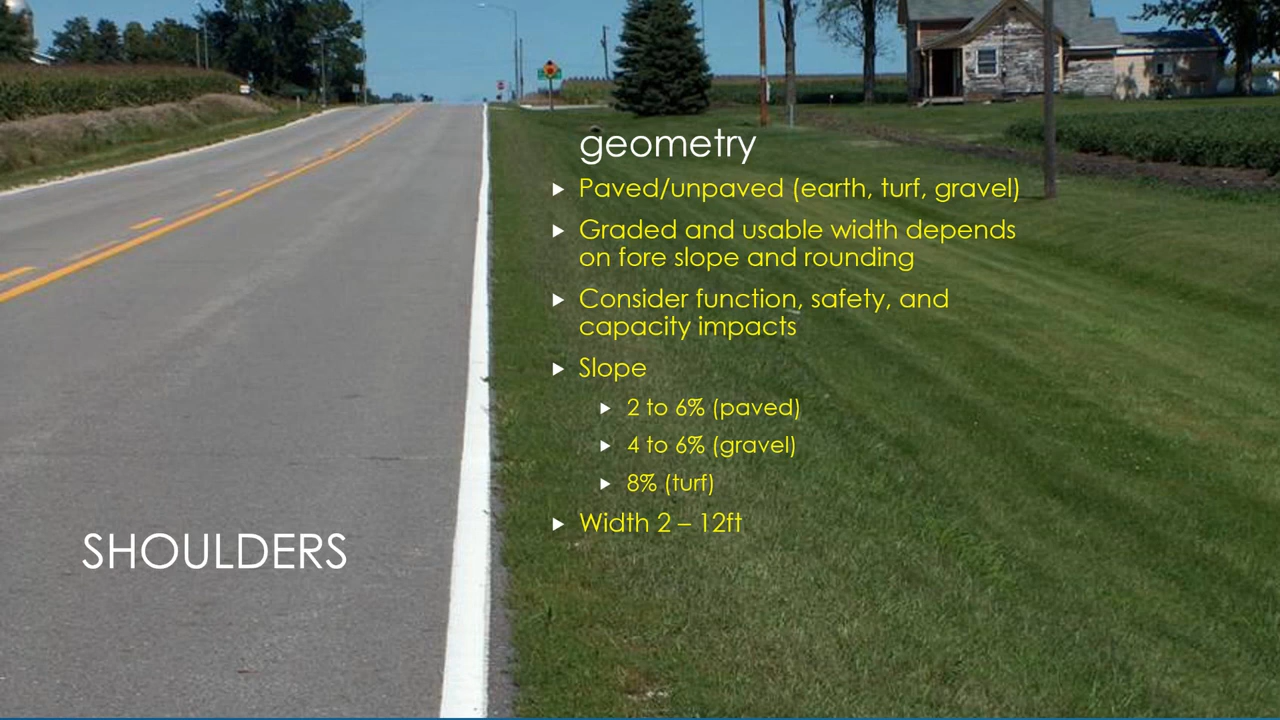 geometry
Paved/unpaved (earth, turf, gravel)
Graded and usable width depends
on fore slope and rounding
Consider function, safety, and
capacity impacts
Slope
2 to 6% (paved)
4 to 6% (gravel)
8% (turf)
Width 2 – 12ft
SHOULDERS